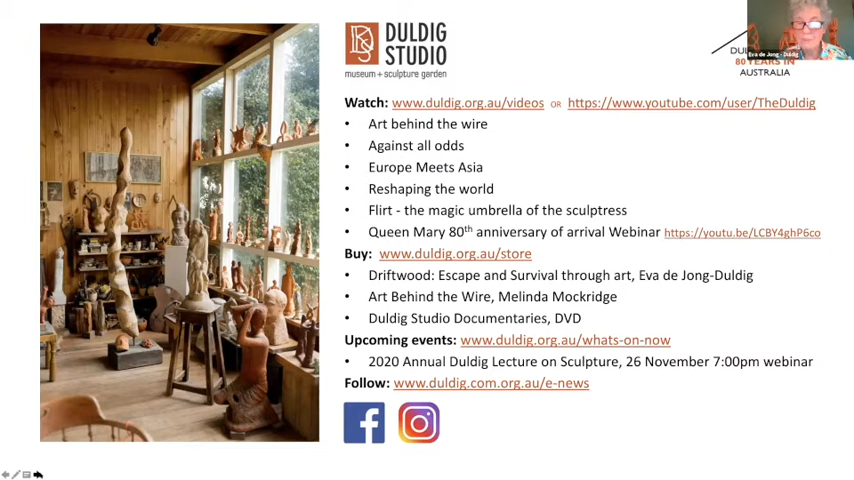 DULDIG
STUDIO
museum + sculpture garden
80 YEARS IN
AUSTRALIA
Eva de Jong - Duldig
Watch: www.duldig.org.au/videos OR https://www.youtube.com/user/TheDuldig
• Art behind the wire
• Against all odds
• Europe Meets Asia
• Reshaping the world
• Flirt - the magic umbrella of the sculptress
• Queen Mary 80th anniversary of arrival Webinar https://youtu.be/LCBY4ghP6co
Buy: www.duldig.org.au/store
• Driftwood: Escape and Survival through art, Eva de Jong-Duldig
• Art Behind the Wire, Melinda Mockridge
• Duldig Studio Documentaries, DVD
Upcoming events: www.duldig.org.au/whats-on-now
• 2020 Annual Duldig Lecture on Sculpture, 26 November 7:00pm webinar
Follow: www.duldig.com.org.au/e-news